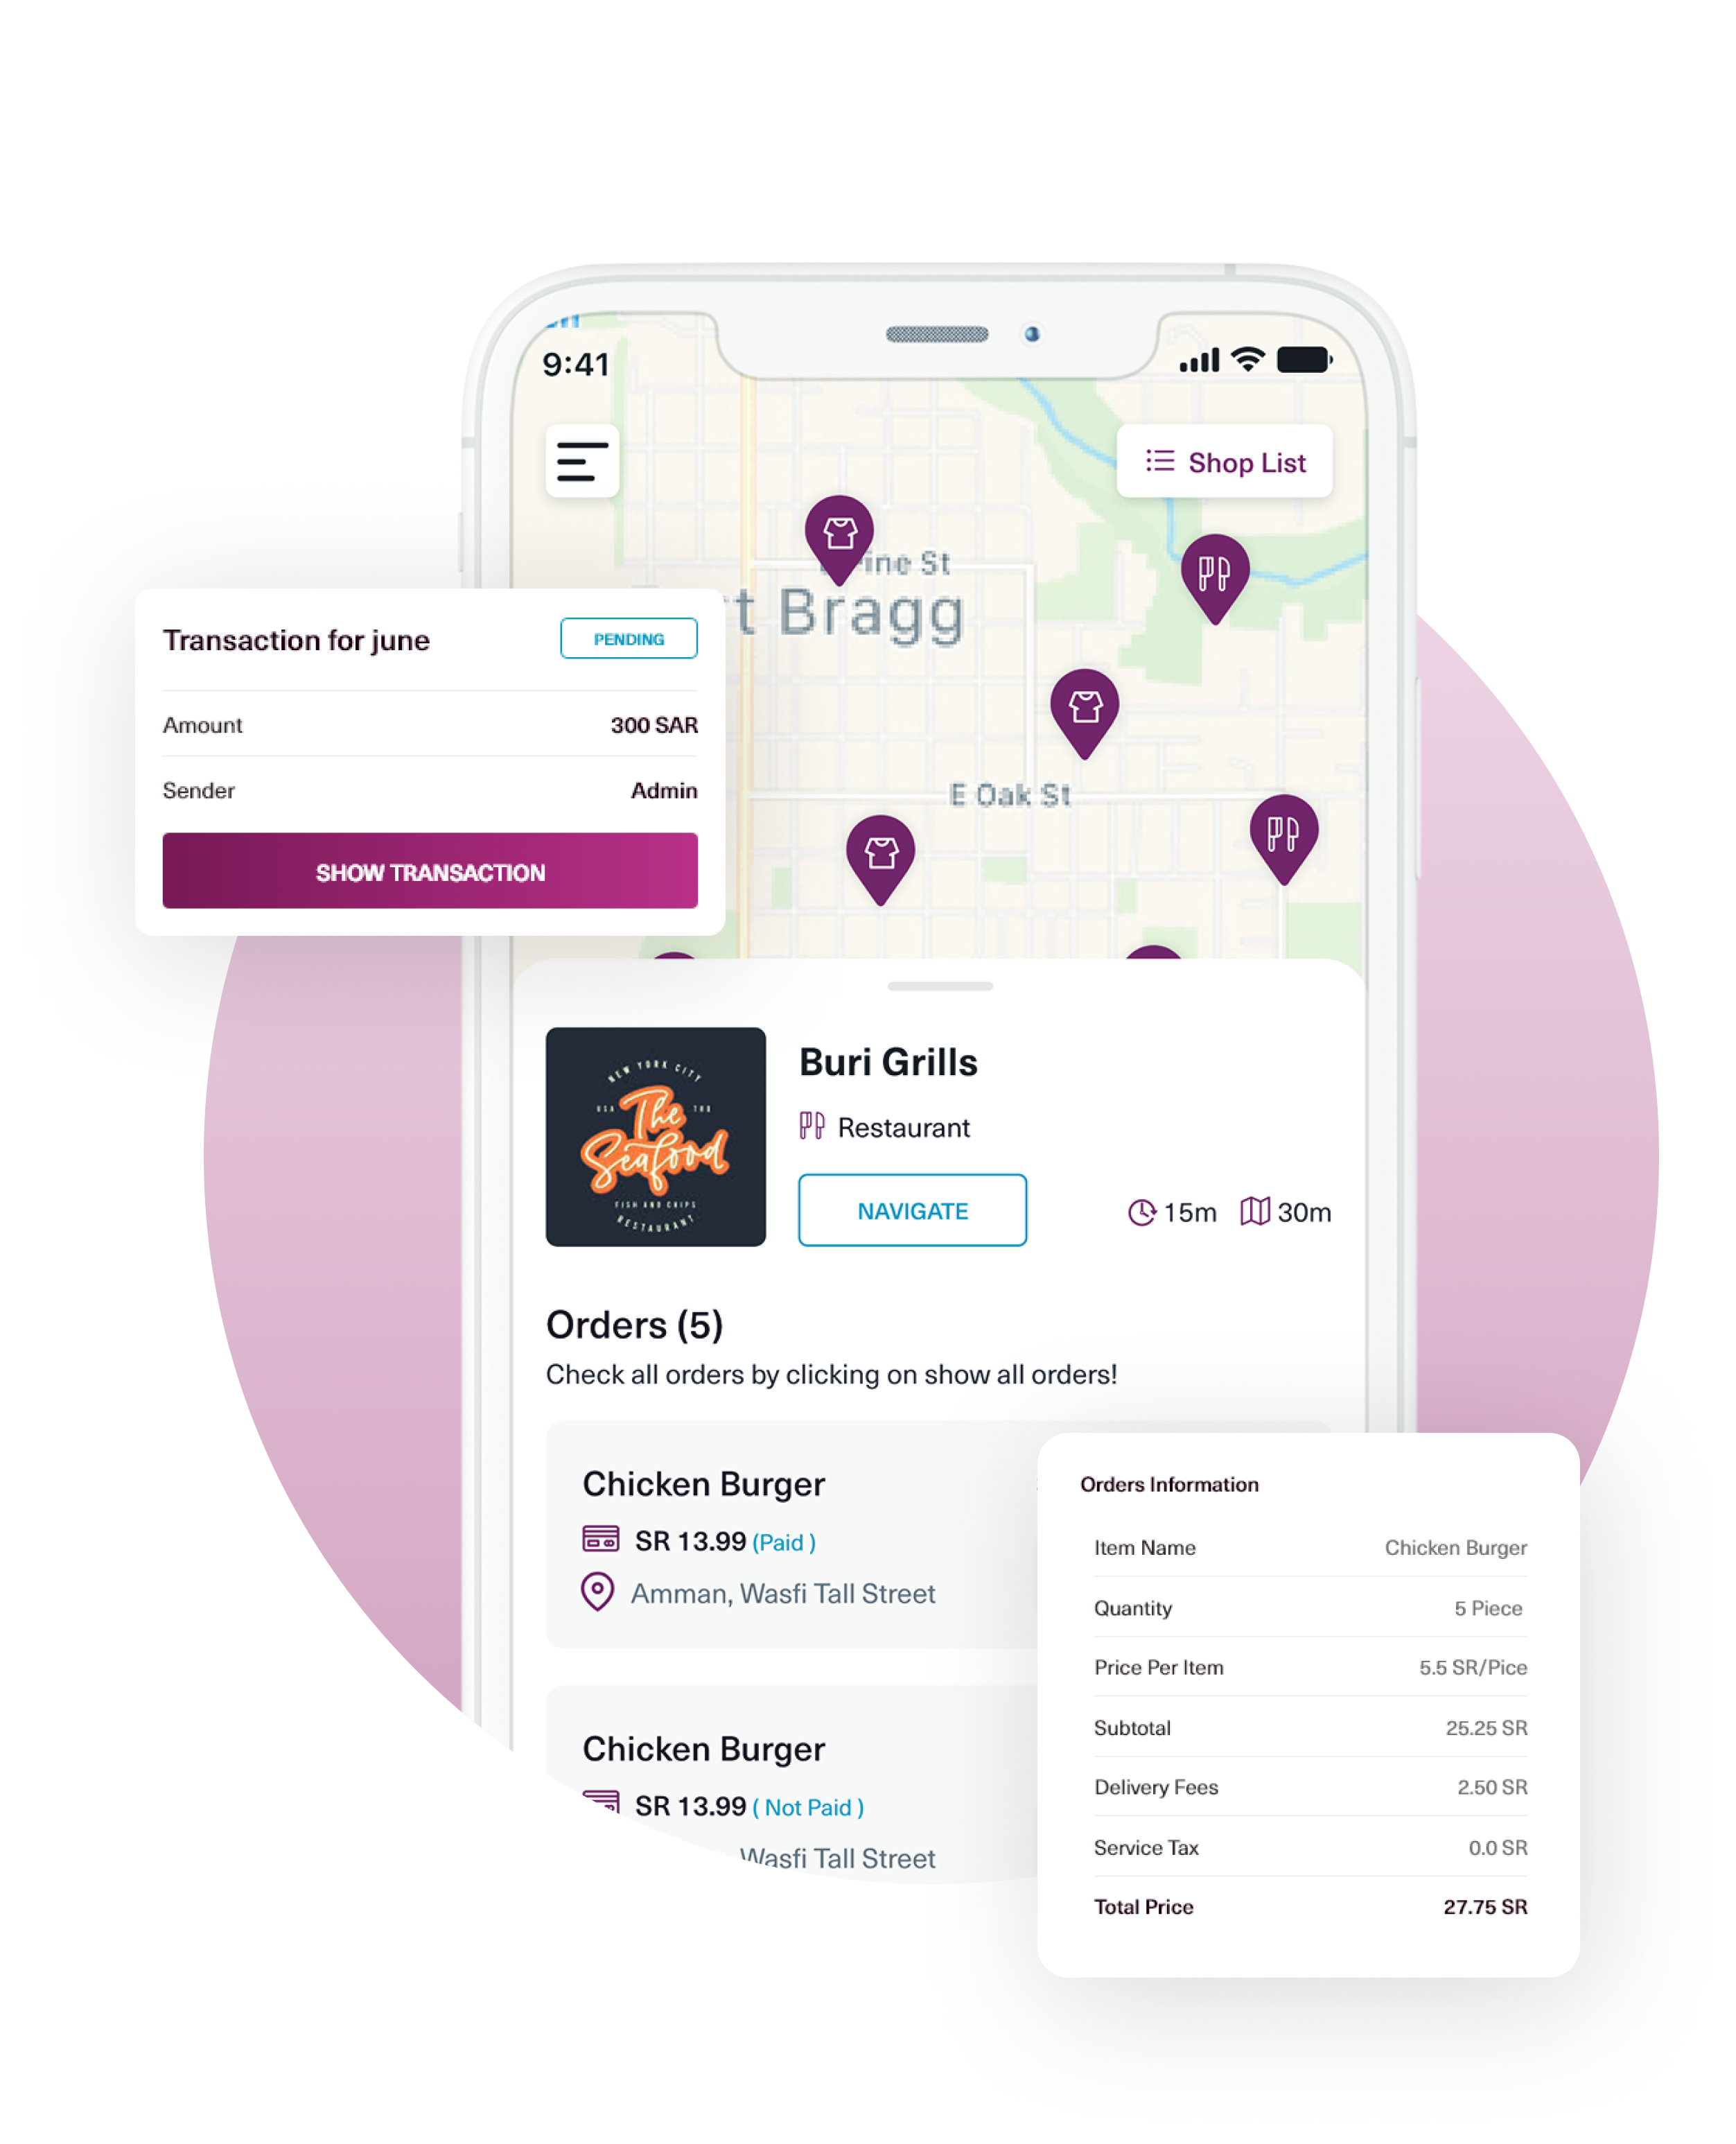 9:41
Shop List
ine St
t Bragg
E Oak St
Transaction for june
PENDING
Amount 300 SAR
Sender Admin
SHOW TRANSACTION
NEW YORK CITY
USA
The
Seafood
FISH AND CHIPS
RESTAURANT
Buri Grills
Restaurant
NAVIGATE
15m 30m
Orders (5)
Check all orders by clicking on show all orders!
Chicken Burger
SR 13.99 (Paid )
Amman, Wasfi Tall Street
Chicken Burger
SR 13.99 ( Not Paid )
Wasfi Tall Street
Orders Information
Item Name Chicken Burger
Quantity 5 Piece
Price Per Item 5.5 SR/Pice
Subtotal 25.25 SR
Delivery Fees 2.50 SR
Service Tax 0.0 SR
Total Price 27.75 SR